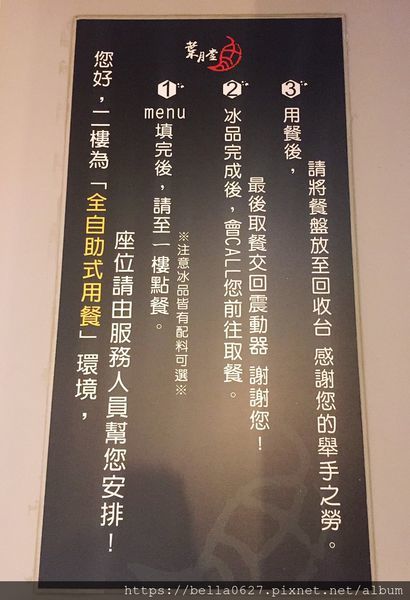 葉月堂
您好，二樓為「全自助式用餐」環境，
座位請由服務人員幫您安排！
1
menu填完後，請至一樓點餐。
※注意冰品皆有配料可選※
2
冰品完成後，會CALL您前往取餐。
最後取餐交回震動器 謝謝您！
3
用餐後，
請將餐盤放至回收台 感謝您的舉手之勞。
https://bella0627.pixnet.net/album